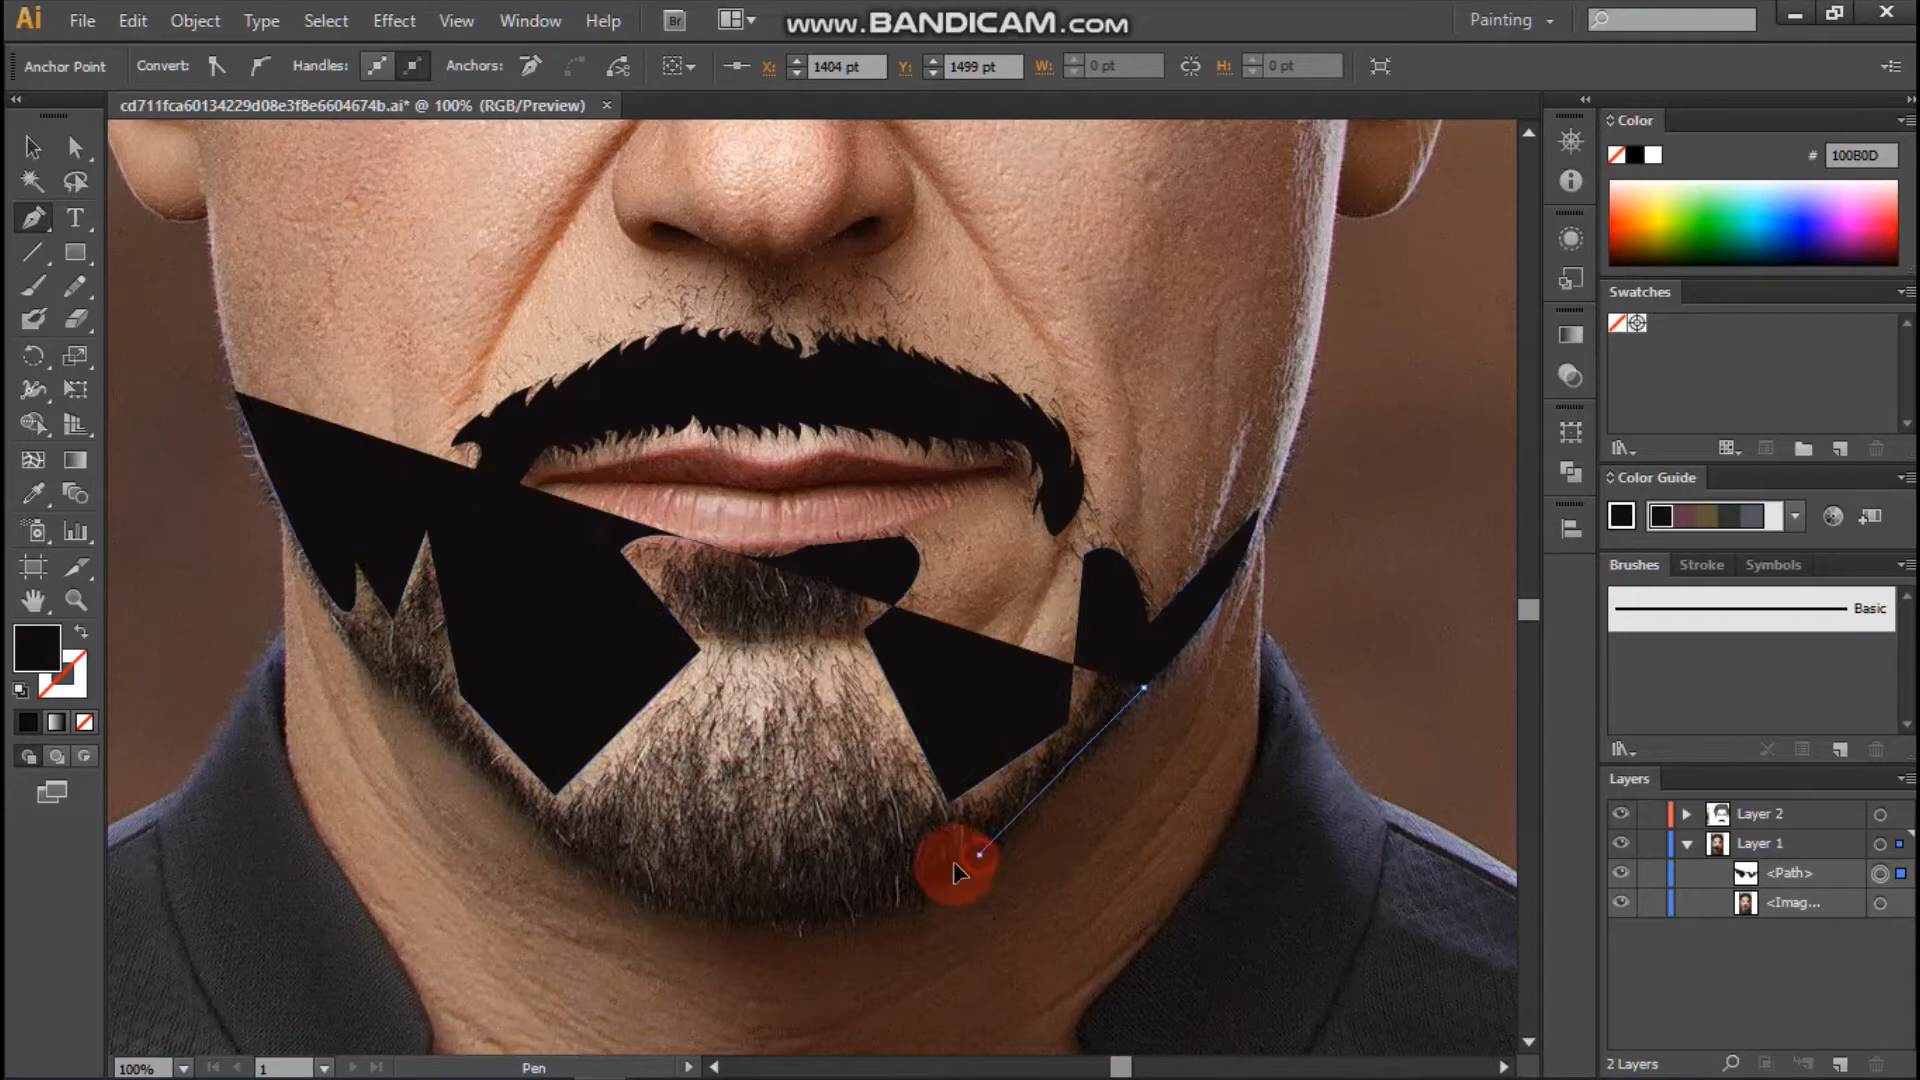 Ai File Edit Object Type Select Effect View Window Help Br www.BANDICAM.com Painting
Anchor Point Convert: Handles: Anchors: X: 1404 pt Y: 1499 pt W: 0 pt H: 0 pt
cd711fca60134229d08e3f8e6604674b.ai* @ 100% (RGB/Preview)
Color
# 100B0D
Swatches
Color Guide
Brushes Stroke Symbols
Basic
Layers
Layer 2
Layer 1
<Path>
<Imag...
2 Layers
100% 1 Pen